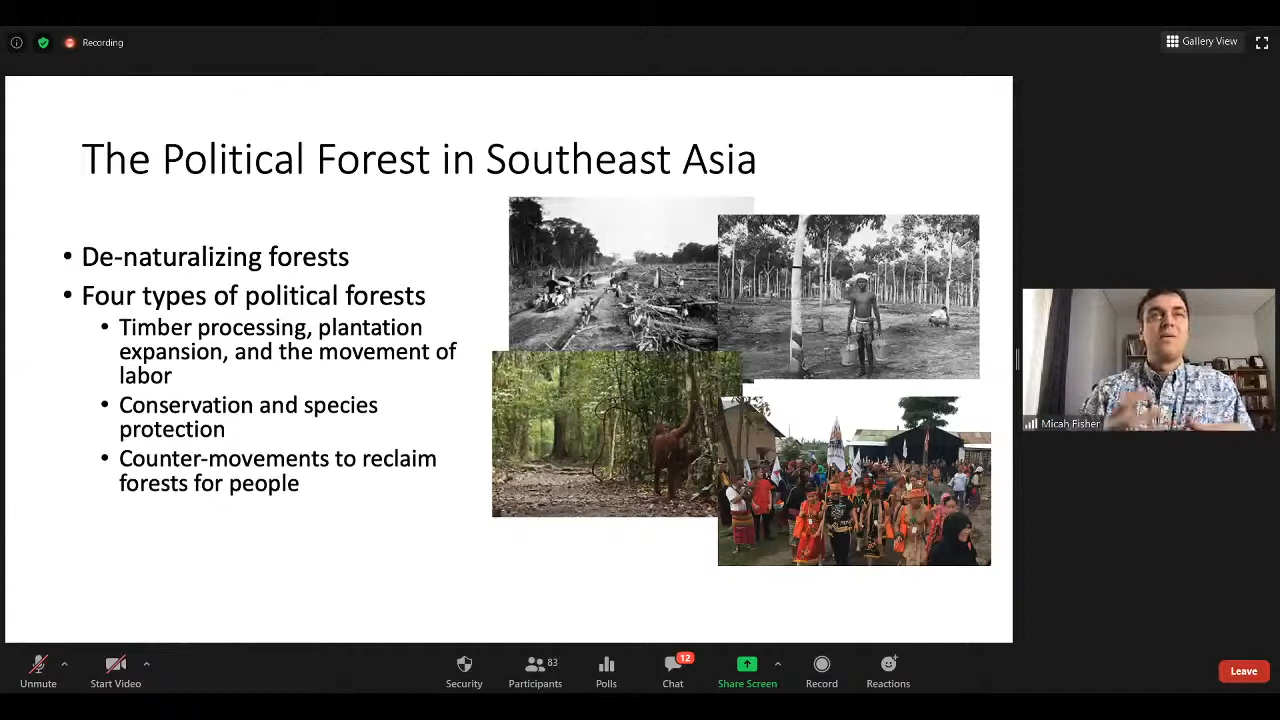 Recording
Gallery View
The Political Forest in Southeast Asia
• De-naturalizing forests
• Four types of political forests
• Timber processing, plantation
expansion, and the movement of
labor
• Conservation and species
protection
• Counter-movements to reclaim
forests for people
Micah Fisher
Unmute
Start Video
Security
83
Participants
Polls
12
Chat
Share Screen
Record
Reactions
Leave